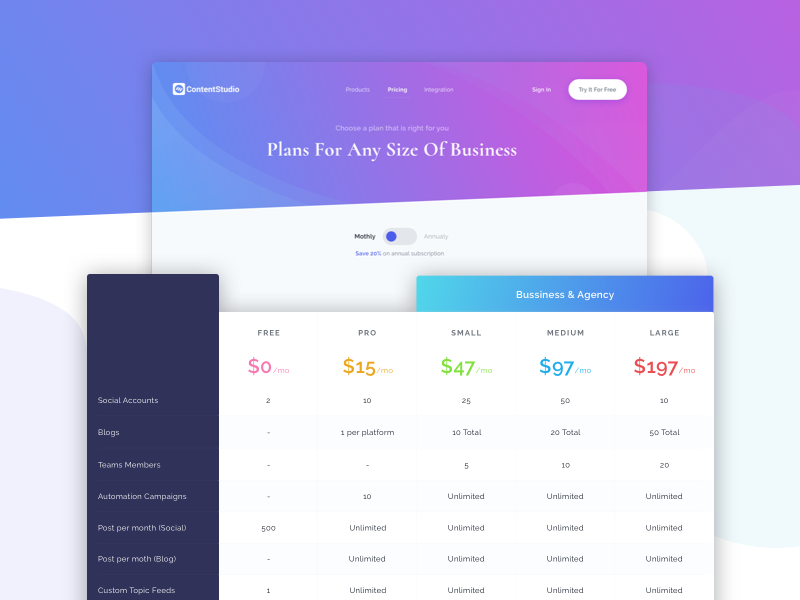 ContentStudio Products Pricing Integration Sign In Try It For Free
Choose a plan that is right for you
Plans For Any Size Of Business
Mothly Annualy
Save 20% on annual subscription
Bussiness & Agency
FREE PRO SMALL MEDIUM LARGE
$0/mo $15/mo $47/mo $97/mo $197/mo
Social Accounts 2 10 25 50 10
Blogs - 1 per platform 10 Total 20 Total 50 Total
Teams Members - - 5 10 20
Automation Campaigns - 10 Unlimited Unlimited Unlimited
Post per month (Social) 500 Unlimited Unlimited Unlimited Unlimited
Post per moth (Blog) - Unlimited Unlimited Unlimited Unlimited
Custom Topic Feeds 1 Unlimited Unlimited Unlimited Unlimited